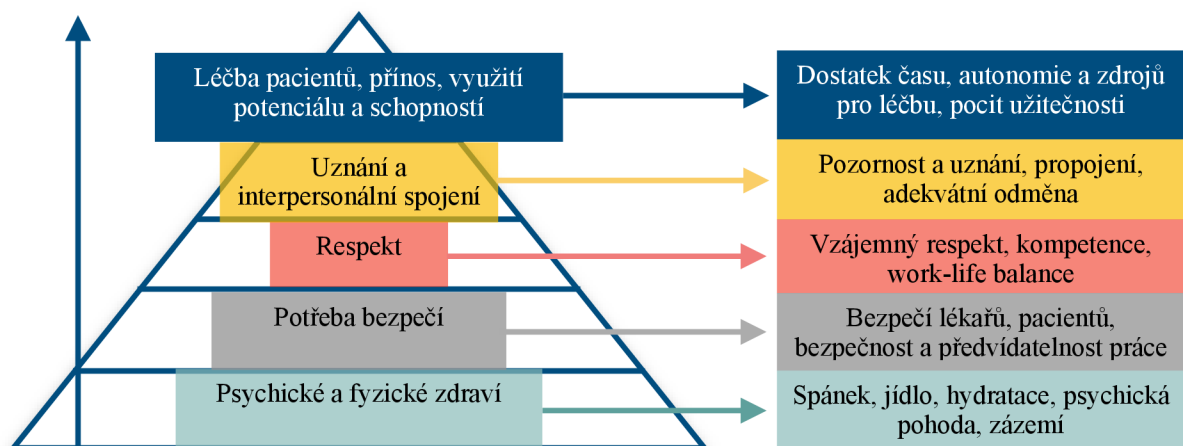 Léčba pacientů, přínos, využití
potenciálu a schopností
Dostatek času, autonomie a zdrojů
pro léčbu, pocit užitečnosti
Uznání a
interpersonální spojení
Pozornost a uznání, propojení,
adekvátní odměna
Respekt
Vzájemný respekt, kompetence,
work-life balance
Potřeba bezpečí
Bezpečí lékařů, pacientů,
bezpečnost a předvídatelnost práce
Psychické a fyzické zdraví
Spánek, jídlo, hydratace, psychická
pohoda, zázemí